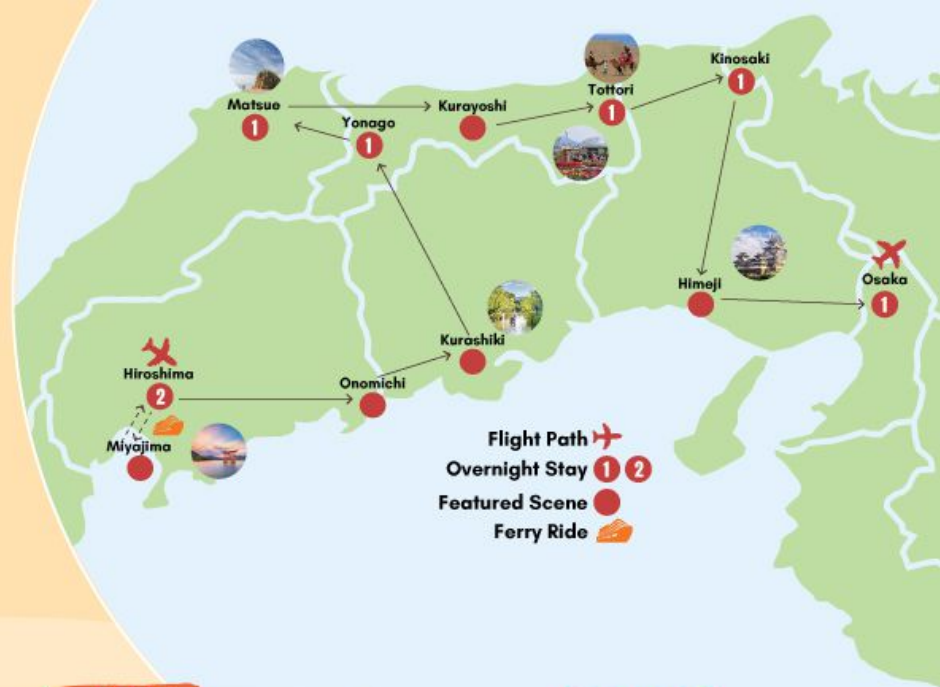 Kinosaki
1
Tottori
1
Matsue
1
Kurayoshi
Yonago
1
Himeji
Osaka
1
Kurashiki
Hiroshima
2
Onomichi
Miyajima
Flight Path
Overnight Stay 1 2
Featured Scene
Ferry Ride